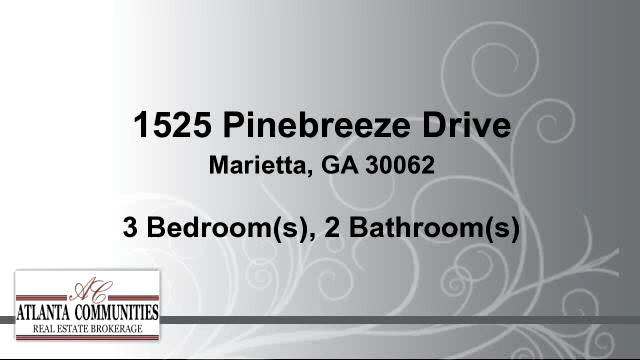 1525 Pinebreeze Drive
Marietta, GA 30062
3 Bedroom(s), 2 Bathroom(s)
AC
ATLANTA COMMUNITIES
REAL ESTATE BROKERAGE